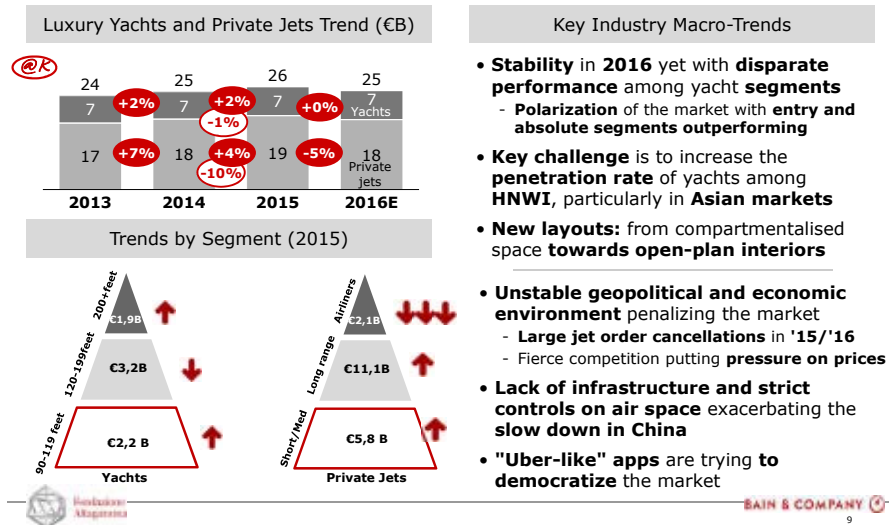 Luxury Yachts and Private Jets Trend (€B)
@K
24
25
26
25
7
+2%
7
+2%
7
+0%
7
Yachts
-1%
17
+7%
18
+4%
19
-5%
18
Private
jets
-10%
2013
2014
2015
2016E
Trends by Segment (2015)
200+feet
€1,9B
120-199feet
€3,2B
90-119 feet
€2,2 B
Yachts
Airliners
€2,1B
Long range
€11,1B
Short/Med
€5,8 B
Private Jets
Key Industry Macro-Trends
• Stability in 2016 yet with disparate
performance among yacht segments
- Polarization of the market with entry and
absolute segments outperforming
• Key challenge is to increase the
penetration rate of yachts among
HNWI, particularly in Asian markets
• New layouts: from compartmentalised
space towards open-plan interiors
• Unstable geopolitical and economic
environment penalizing the market
- Large jet order cancellations in '15/'16
- Fierce competition putting pressure on prices
• Lack of infrastructure and strict
controls on air space exacerbating the
slow down in China
• "Uber-like" apps are trying to
democratize the market
Fondazione
Altagamma
BAIN & COMPANY
9